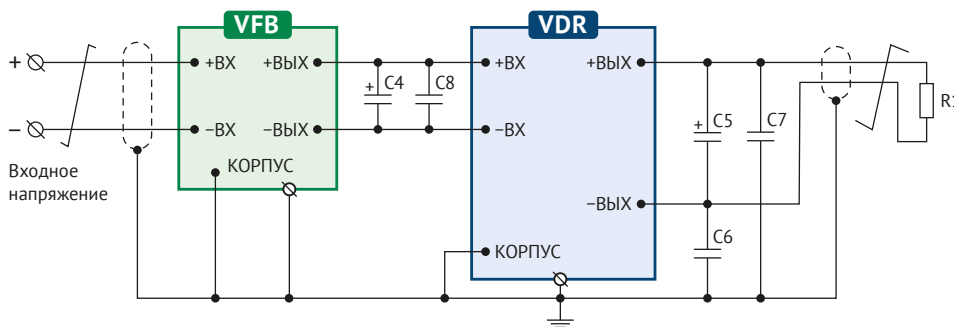 VFB
VDR
+
+ВХ
+ВЫХ
+
C4
C8
+ВХ
+ВЫХ
+
C5
C7
R1
–
–ВХ
–ВЫХ
–ВХ
Входное
напряжение
КОРПУС
–ВЫХ
C6
КОРПУС